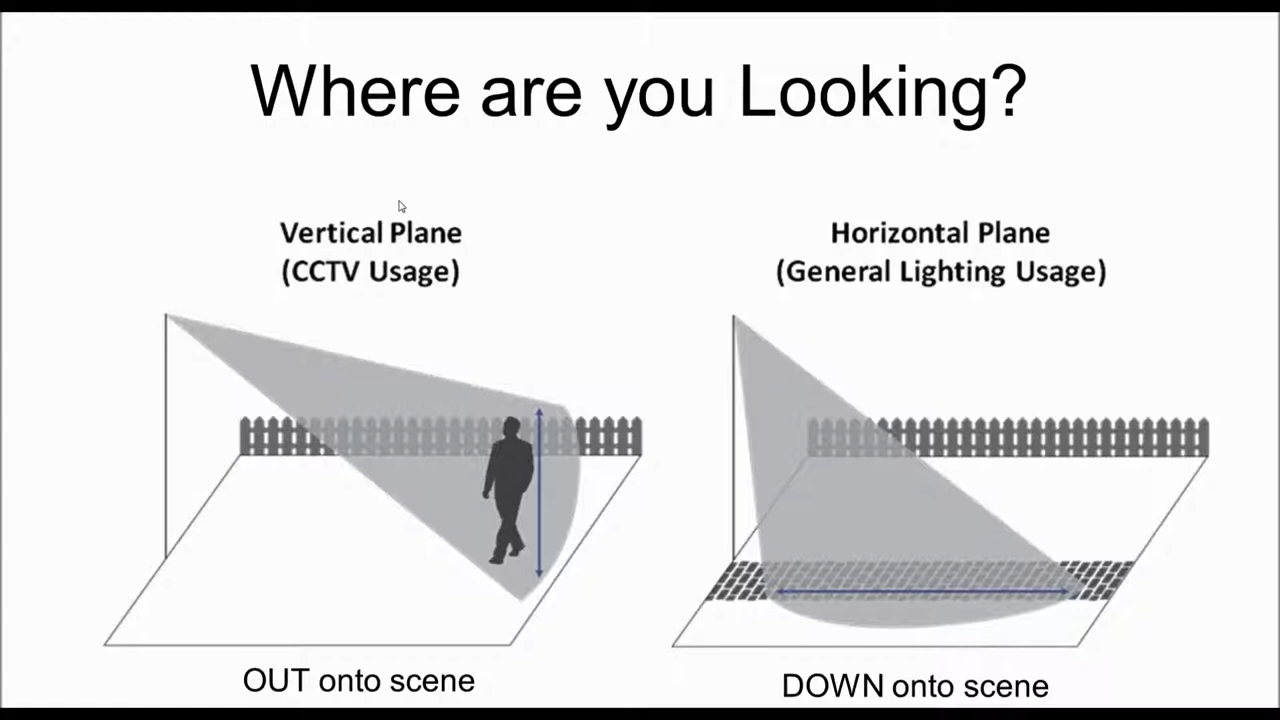 Where are you Looking?
Vertical Plane
(CCTV Usage)
OUT onto scene
Horizontal Plane
(General Lighting Usage)
DOWN onto scene